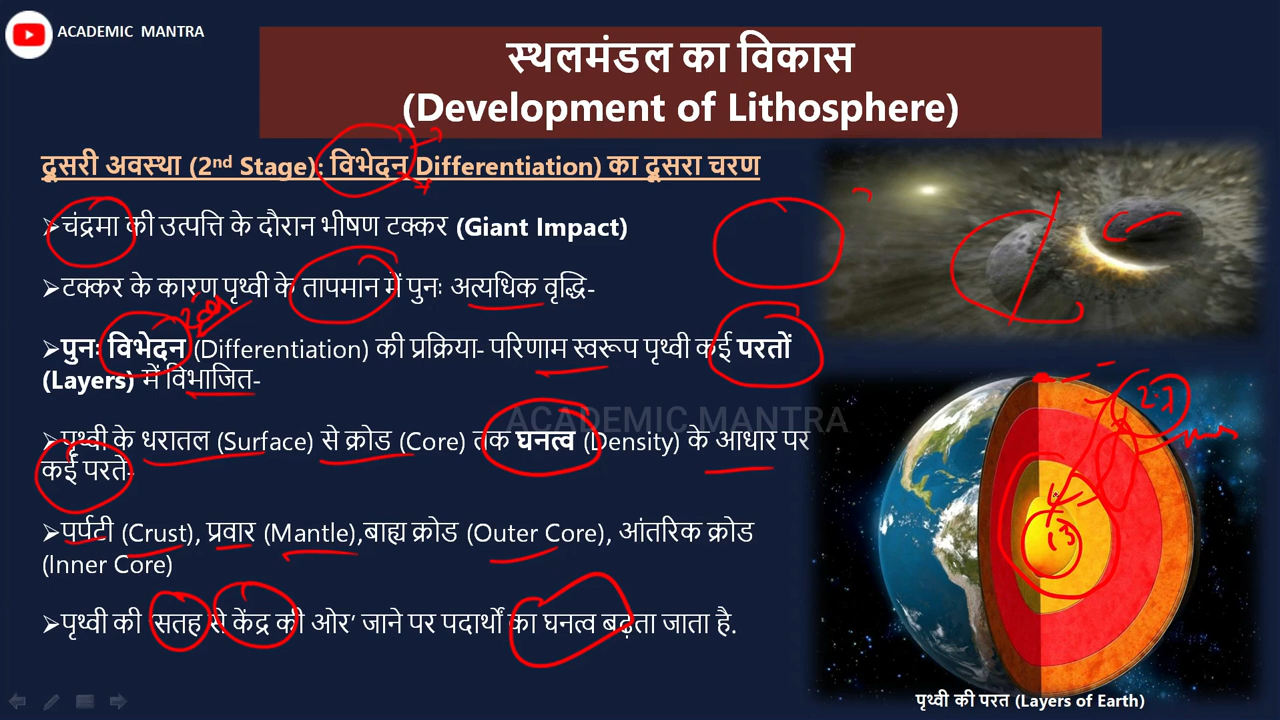 ACADEMIC MANTRA
स्थलमंडल का विकास
(Development of Lithosphere)
दूसरी अवस्था (2nd Stage): विभेदन Differentiation) का दूसरा चरण
➢चंद्रमा की उत्पत्ति के दौरान भीषण टक्कर (Giant Impact)
➢टक्कर के कारण पृथ्वी के तापमान में पुनः अत्यधिक वृद्धि-
➢पुनः विभेदन (Differentiation) की प्रक्रिया- परिणाम स्वरूप पृथ्वी कई परतों
(Layers) में विभाजित-
ACADEMIC MANTRA
➢पृथ्वी के धरातल (Surface) से क्रोड (Core) तक घनत्व (Density) के आधार पर
कई परते-
➢पर्पटी (Crust), प्रवार (Mantle),बाह्य क्रोड (Outer Core), आंतरिक क्रोड
(Inner Core)
➢पृथ्वी की 'सतह से केंद्र की ओर' जाने पर पदार्थों का घनत्व बढ़ता जाता है.
पृथ्वी की परत (Layers of Earth)